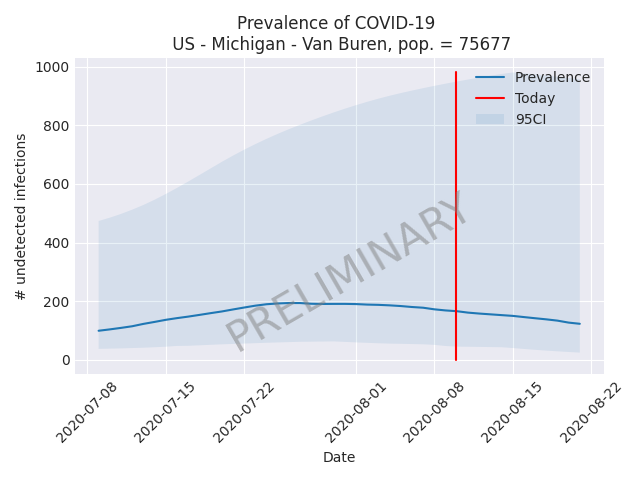 Prevalence of COVID-19
US - Michigan - Van Buren, pop. = 75677
1000
800
600
400
200
0
# undetected infections
Prevalence
Today
95CI
PRELIMINARY
2020-07-08
2020-07-15
2020-07-22
2020-08-01
2020-08-08
2020-08-15
2020-08-22
Date